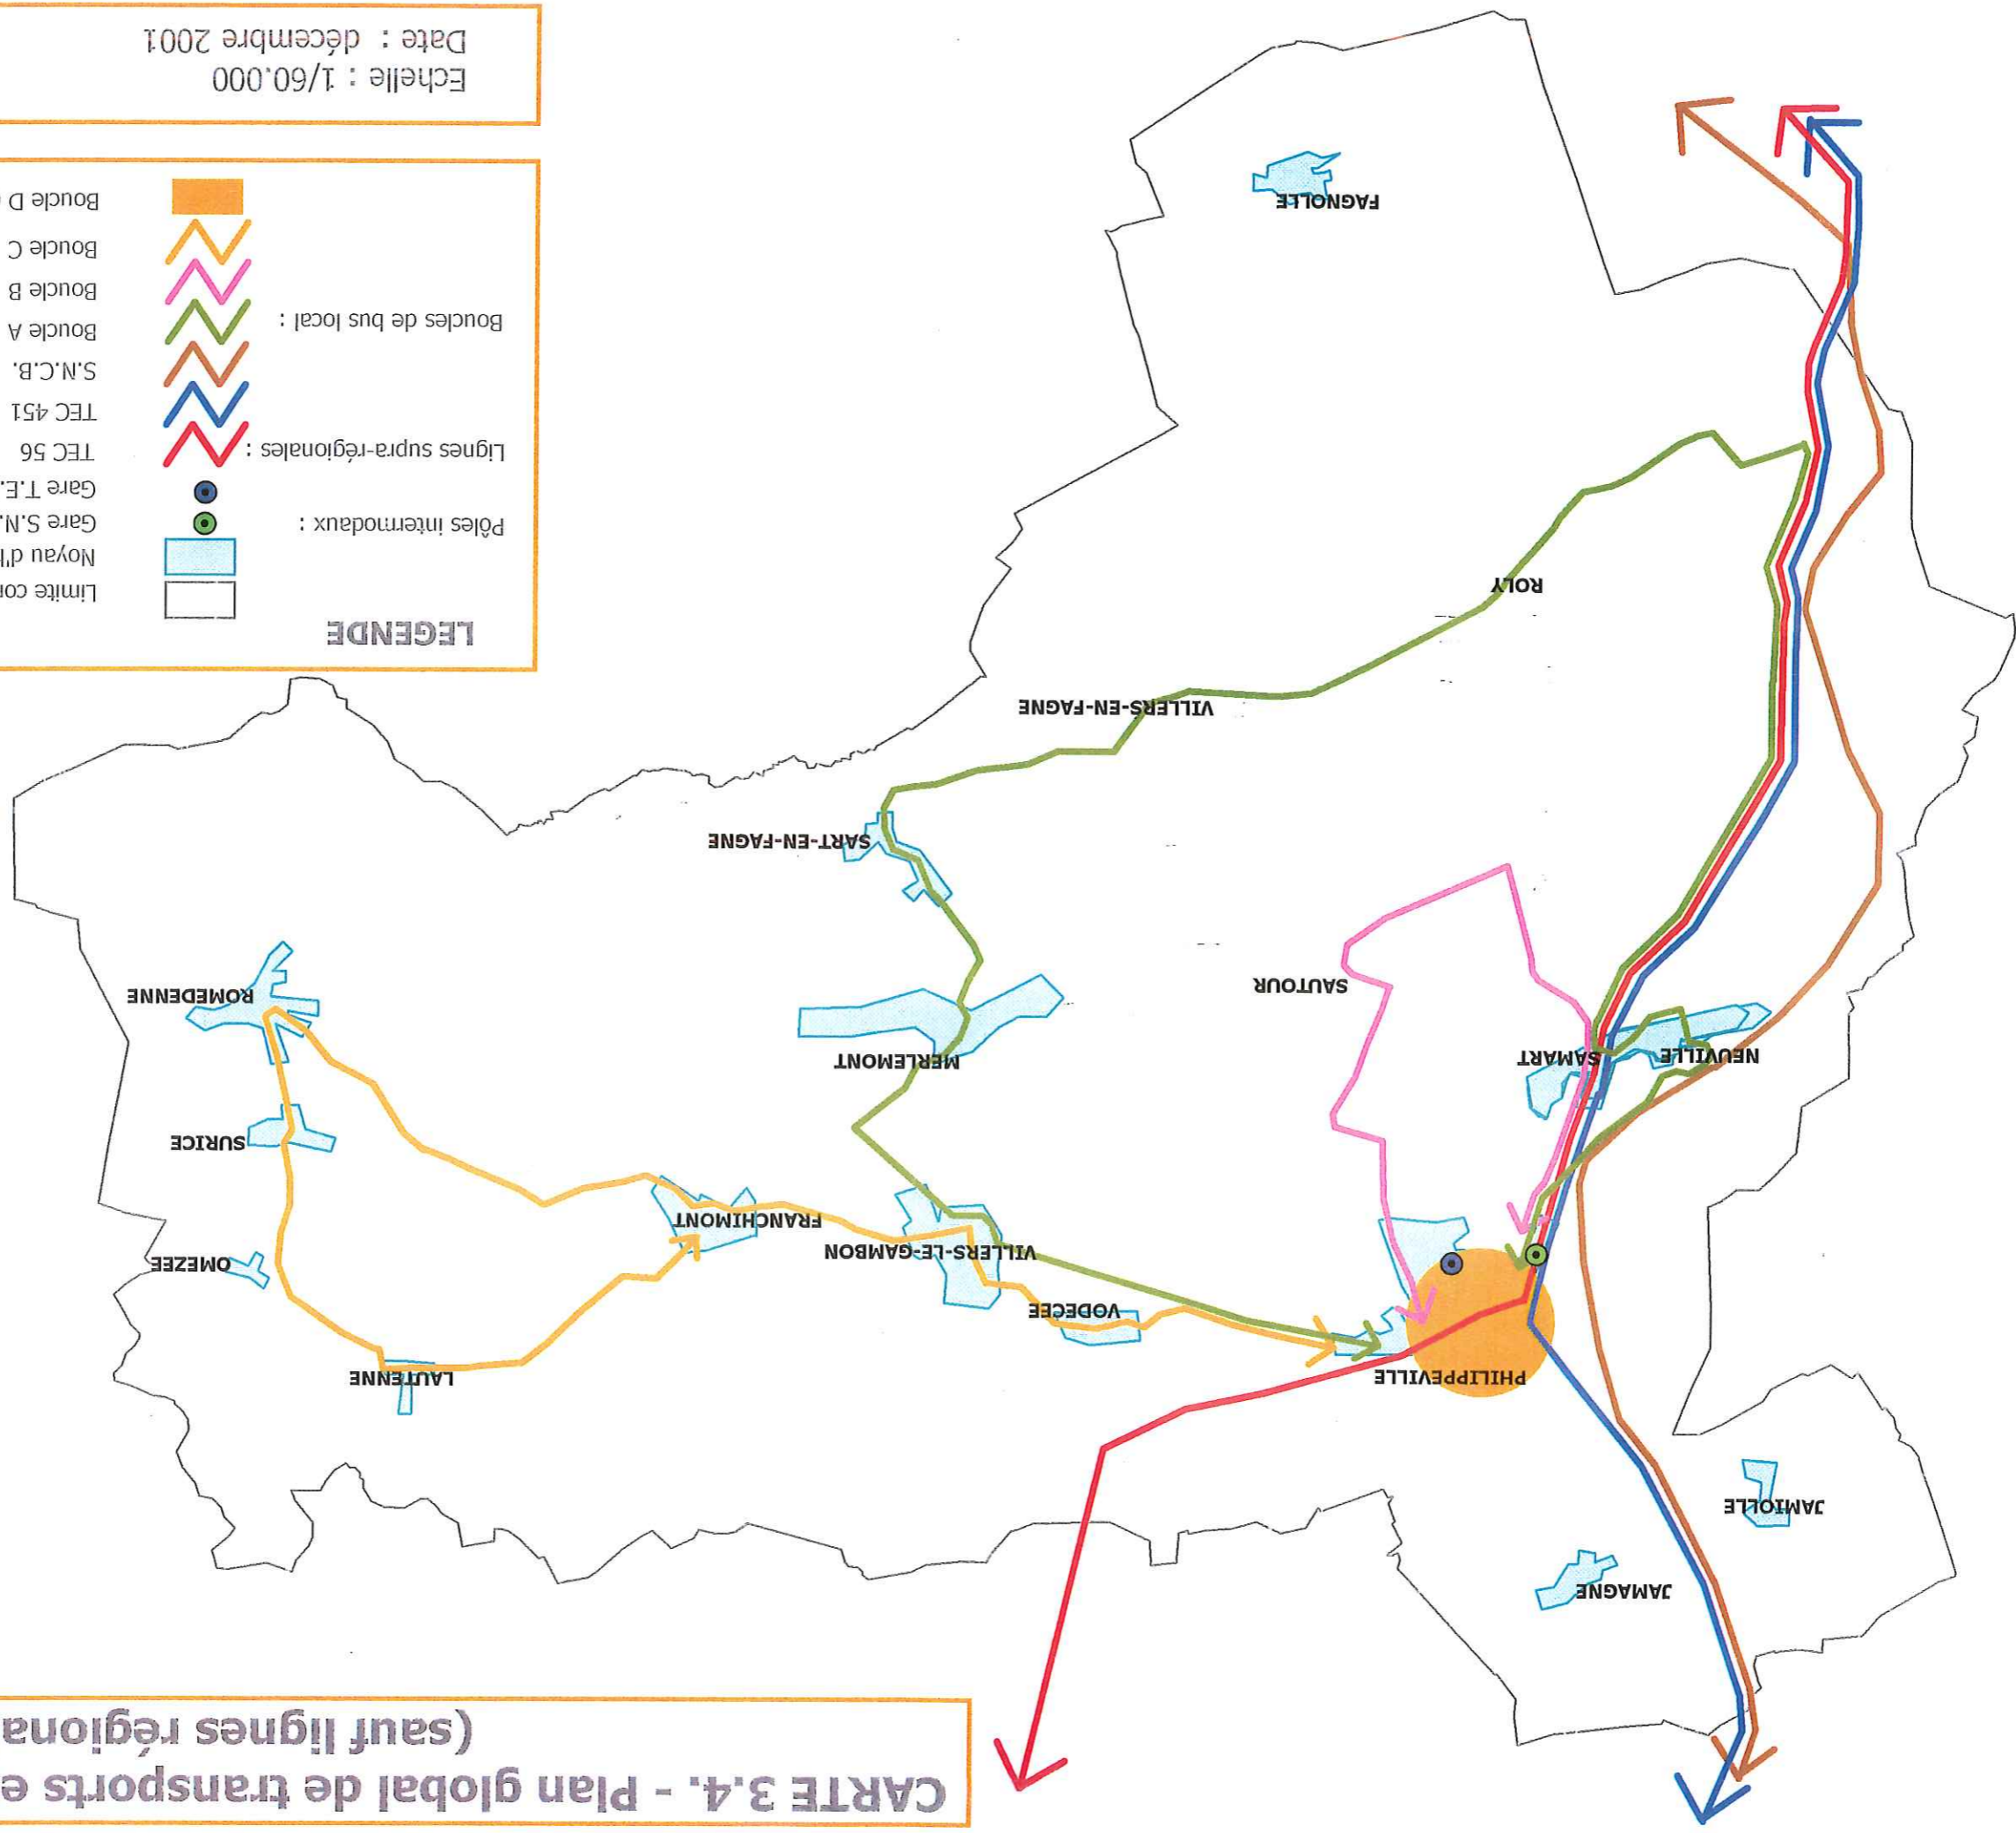 CARTE 3.4. - Plan global de transports e
(sauf lignes régiona
JAMAGNE
JAMIOLLE
PHILIPPEVILLE
LAUTENNE
VODECEE
OMEZEE
VILLERS-LE-GAMBON
FRANCHIMONT
SURICE
NEUVILLE
SAMART
MERLEMONT
ROMEDENNE
SAUTOUR
SART-EN-FAGNE
VILLERS-EN-FAGNE
ROLY
FAGNOLLE
LEGENDE
Limite co
Noyau d'h
Pôles intermodaux :
Gare S.N.
Gare T.E.
Lignes supra-régionales :
TEC 56
TEC 451
S.N.C.B.
Boucles de bus local :
Boucle A
Boucle B
Boucle C
Boucle D
Echelle : 1/60.000
Date : décembre 2001